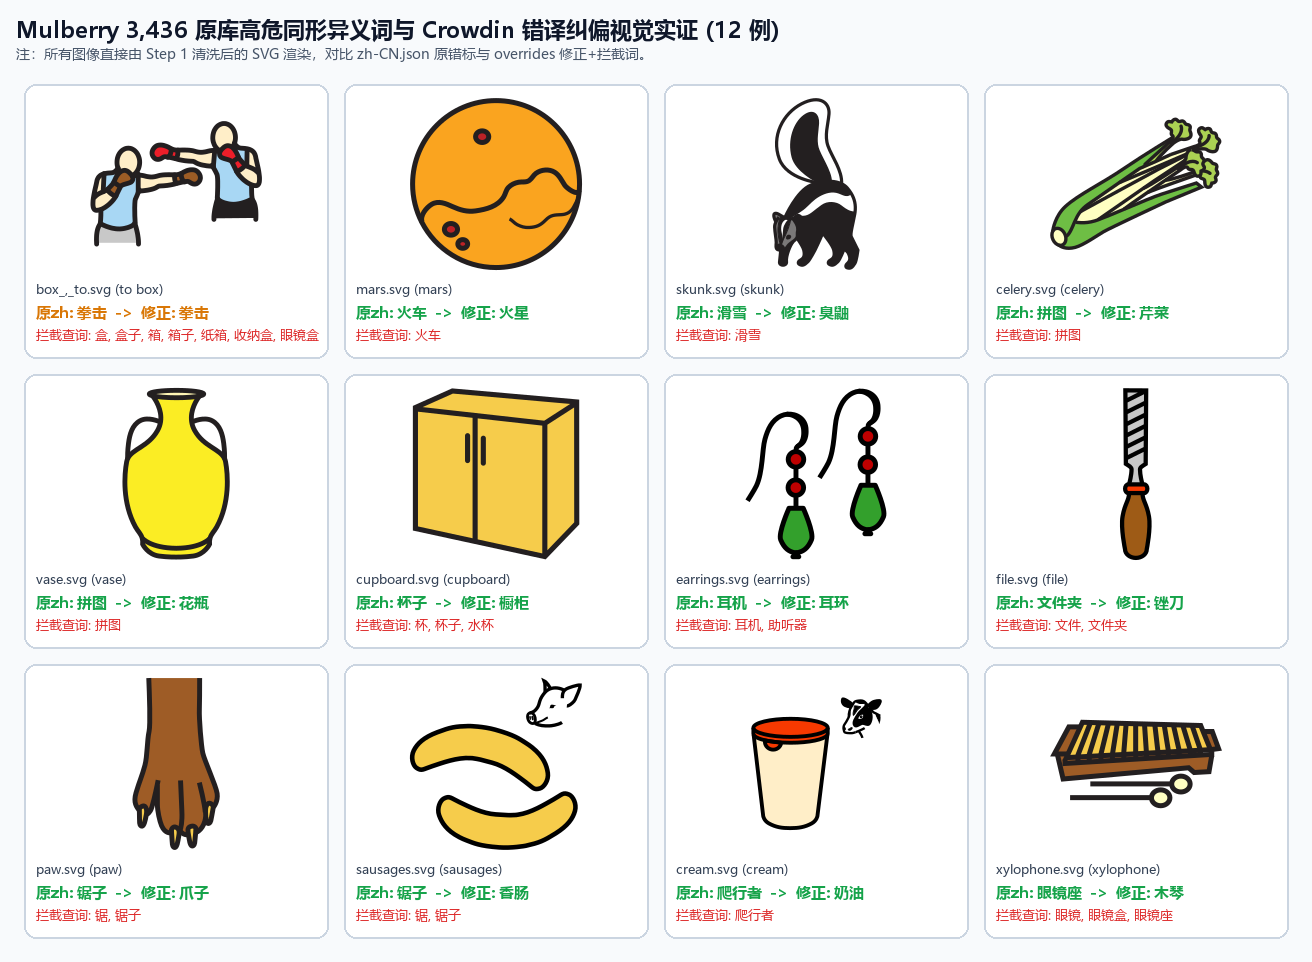 Mulberry 3,436 原库高危同形异义词与 Crowdin 错译纠偏视觉实证 (12 例)
注: 所有图像直接由 Step 1 清洗后的 SVG 渲染，对比 zh-CN.json 原错标与 overrides 修正+拦截词。
box_,_to.svg (to box)
原zh: 拳击 -> 修正: 拳击
拦截查询: 盒, 盒子, 箱, 箱子, 纸箱, 收纳盒, 眼镜盒
mars.svg (mars)
原zh: 火车 -> 修正: 火星
拦截查询: 火车
skunk.svg (skunk)
原zh: 滑雪 -> 修正: 臭鼬
拦截查询: 滑雪
celery.svg (celery)
原zh: 拼图 -> 修正: 芹菜
拦截查询: 拼图
vase.svg (vase)
原zh: 拼图 -> 修正: 花瓶
拦截查询: 拼图
cupboard.svg (cupboard)
原zh: 杯子 -> 修正: 橱柜
拦截查询: 杯, 杯子, 水杯
earrings.svg (earrings)
原zh: 耳机 -> 修正: 耳环
拦截查询: 耳机, 助听器
file.svg (file)
原zh: 文件夹 -> 修正: 锉刀
拦截查询: 文件, 文件夹
paw.svg (paw)
原zh: 锯子 -> 修正: 爪子
拦截查询: 锯, 锯子
sausages.svg (sausages)
原zh: 锯子 -> 修正: 香肠
拦截查询: 锯, 锯子
cream.svg (cream)
原zh: 爬行者 -> 修正: 奶油
拦截查询: 爬行者
xylophone.svg (xylophone)
原zh: 眼镜座 -> 修正: 木琴
拦截查询: 眼镜, 眼镜盒, 眼镜座